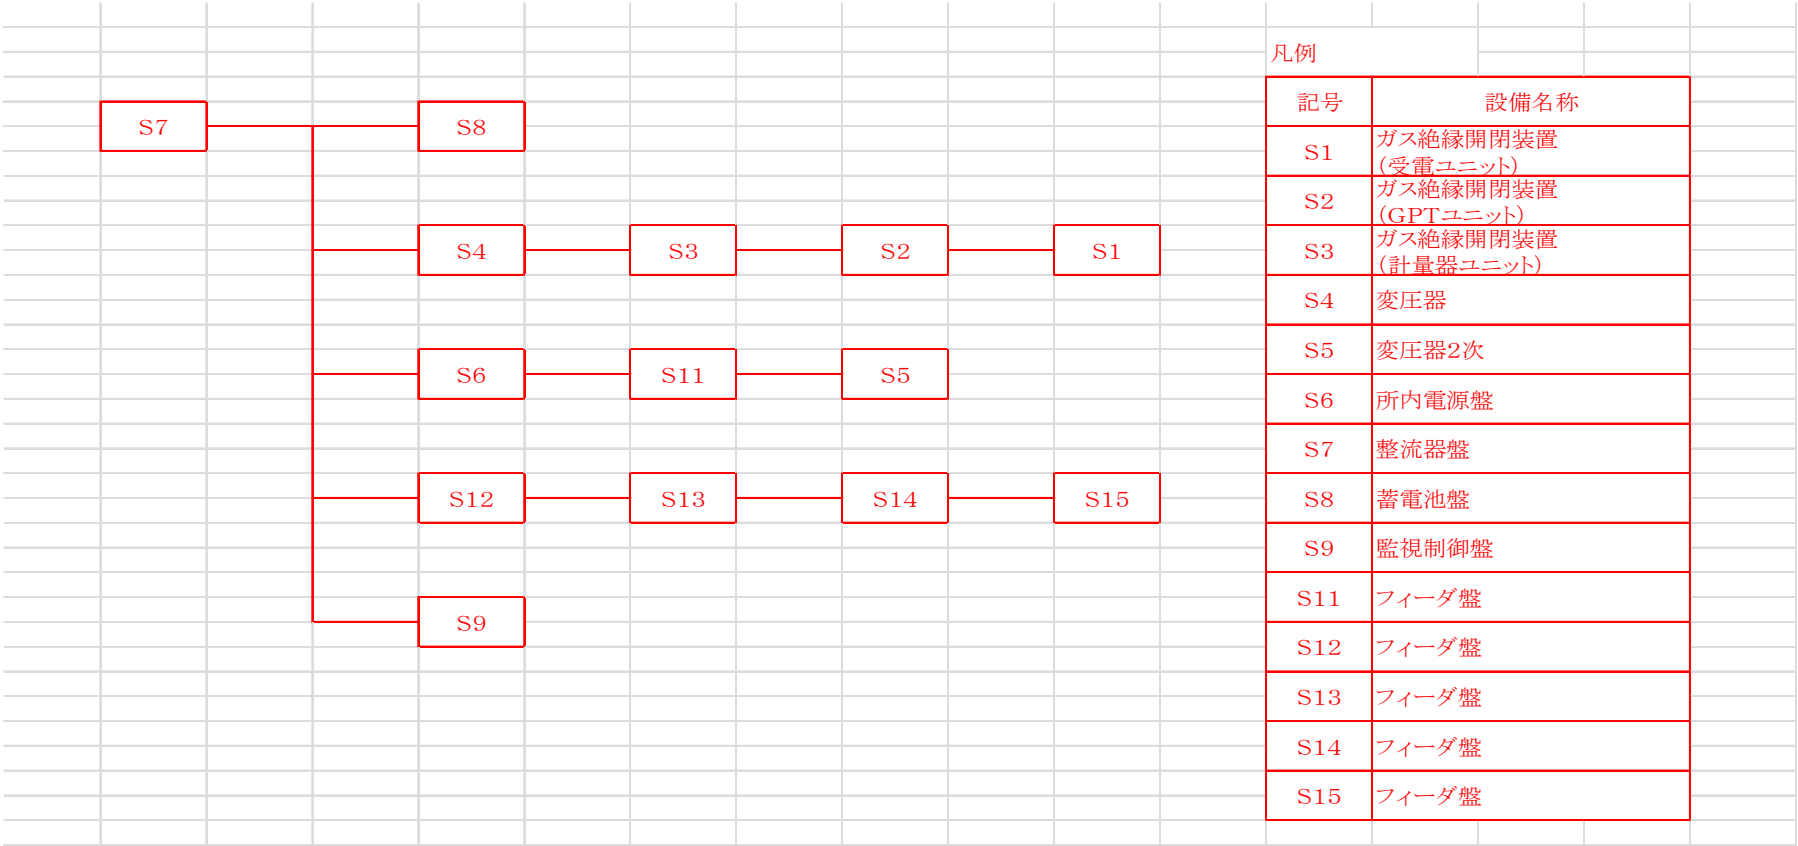 凡例
記号 設備名称
S7 S8
S1 ガス絶縁開閉装置
（受電ユニット）
S2 ガス絶縁開閉装置
（GPTユニット）
S4 S3 S2 S1
S3 ガス絶縁開閉装置
（計量器ユニット）
S4 変圧器
S5 変圧器2次
S6 S11 S5
S6 所内電源盤
S7 整流器盤
S12 S13 S14 S15
S8 蓄電池盤
S9 監視制御盤
S11 フィーダ盤
S9
S12 フィーダ盤
S13 フィーダ盤
S14 フィーダ盤
S15 フィーダ盤